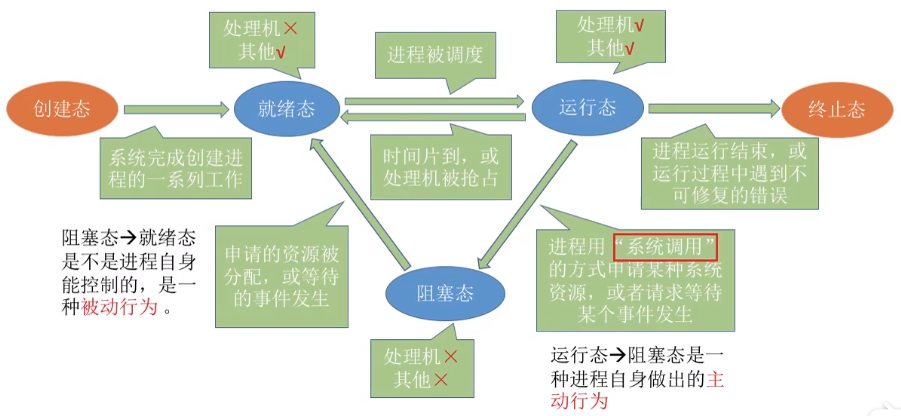 处理机×
其他√
进程被调度
处理机√
其他√
创建态
就绪态
运行态
终止态
系统完成创建进
程的一系列工作
时间片到，或
处理机被抢占
进程运行结束，或
运行过程中遇到不
可修复的错误
阻塞态→就绪态
是不是进程自身
能控制的，是一
种被动行为 。
申请的资源被
分配，或等待
的事件发生
进程用“系统调用”
的方式申请某种系统
资源，或者请求等待
某个事件发生
阻塞态
处理机×
其他×
运行态→阻塞态是一
种进程自身做出的主
动行为